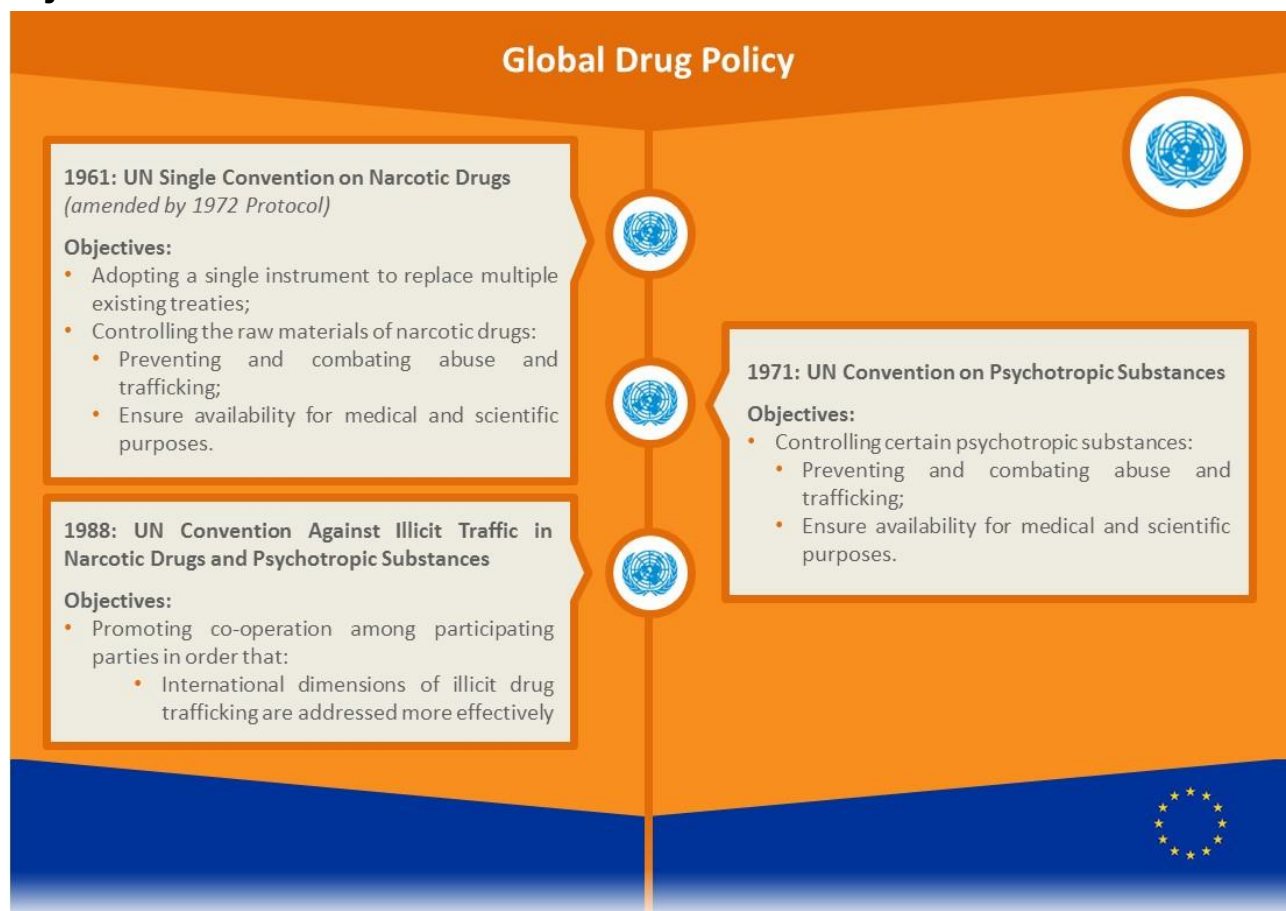 Global Drug Policy
1961: UN Single Convention on Narcotic Drugs
(amended by 1972 Protocol)
Objectives:
• Adopting a single instrument to replace multiple
existing treaties;
• Controlling the raw materials of narcotic drugs:
• Preventing and combating abuse and
trafficking;
• Ensure availability for medical and scientific
purposes.
1971: UN Convention on Psychotropic Substances
Objectives:
• Controlling certain psychotropic substances:
• Preventing and combating abuse and
trafficking;
• Ensure availability for medical and scientific
purposes.
1988: UN Convention Against Illicit Traffic in
Narcotic Drugs and Psychotropic Substances
Objectives:
• Promoting co-operation among participating
parties in order that:
• International dimensions of illicit drug
trafficking are addressed more effectively